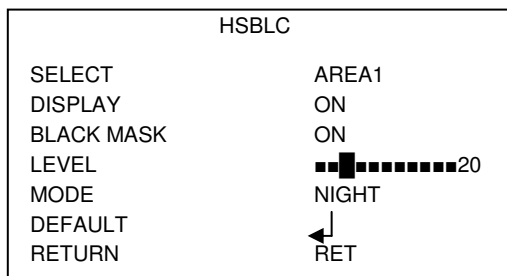 HSBLC
SELECT AREA1
DISPLAY ON
BLACK MASK ON
LEVEL 20
MODE NIGHT
DEFAULT
RETURN RET